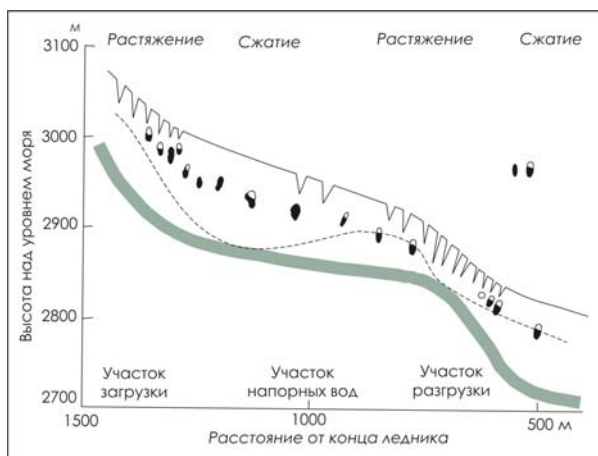 м
3100
Растяжение Сжатие Растяжение Сжатие
3000
2900
2800
2700
Высота над уровнем моря
Участок загрузки
Участок напорных вод
Участок разгрузки
1500 1000 500 м
Расстояние от конца ледника